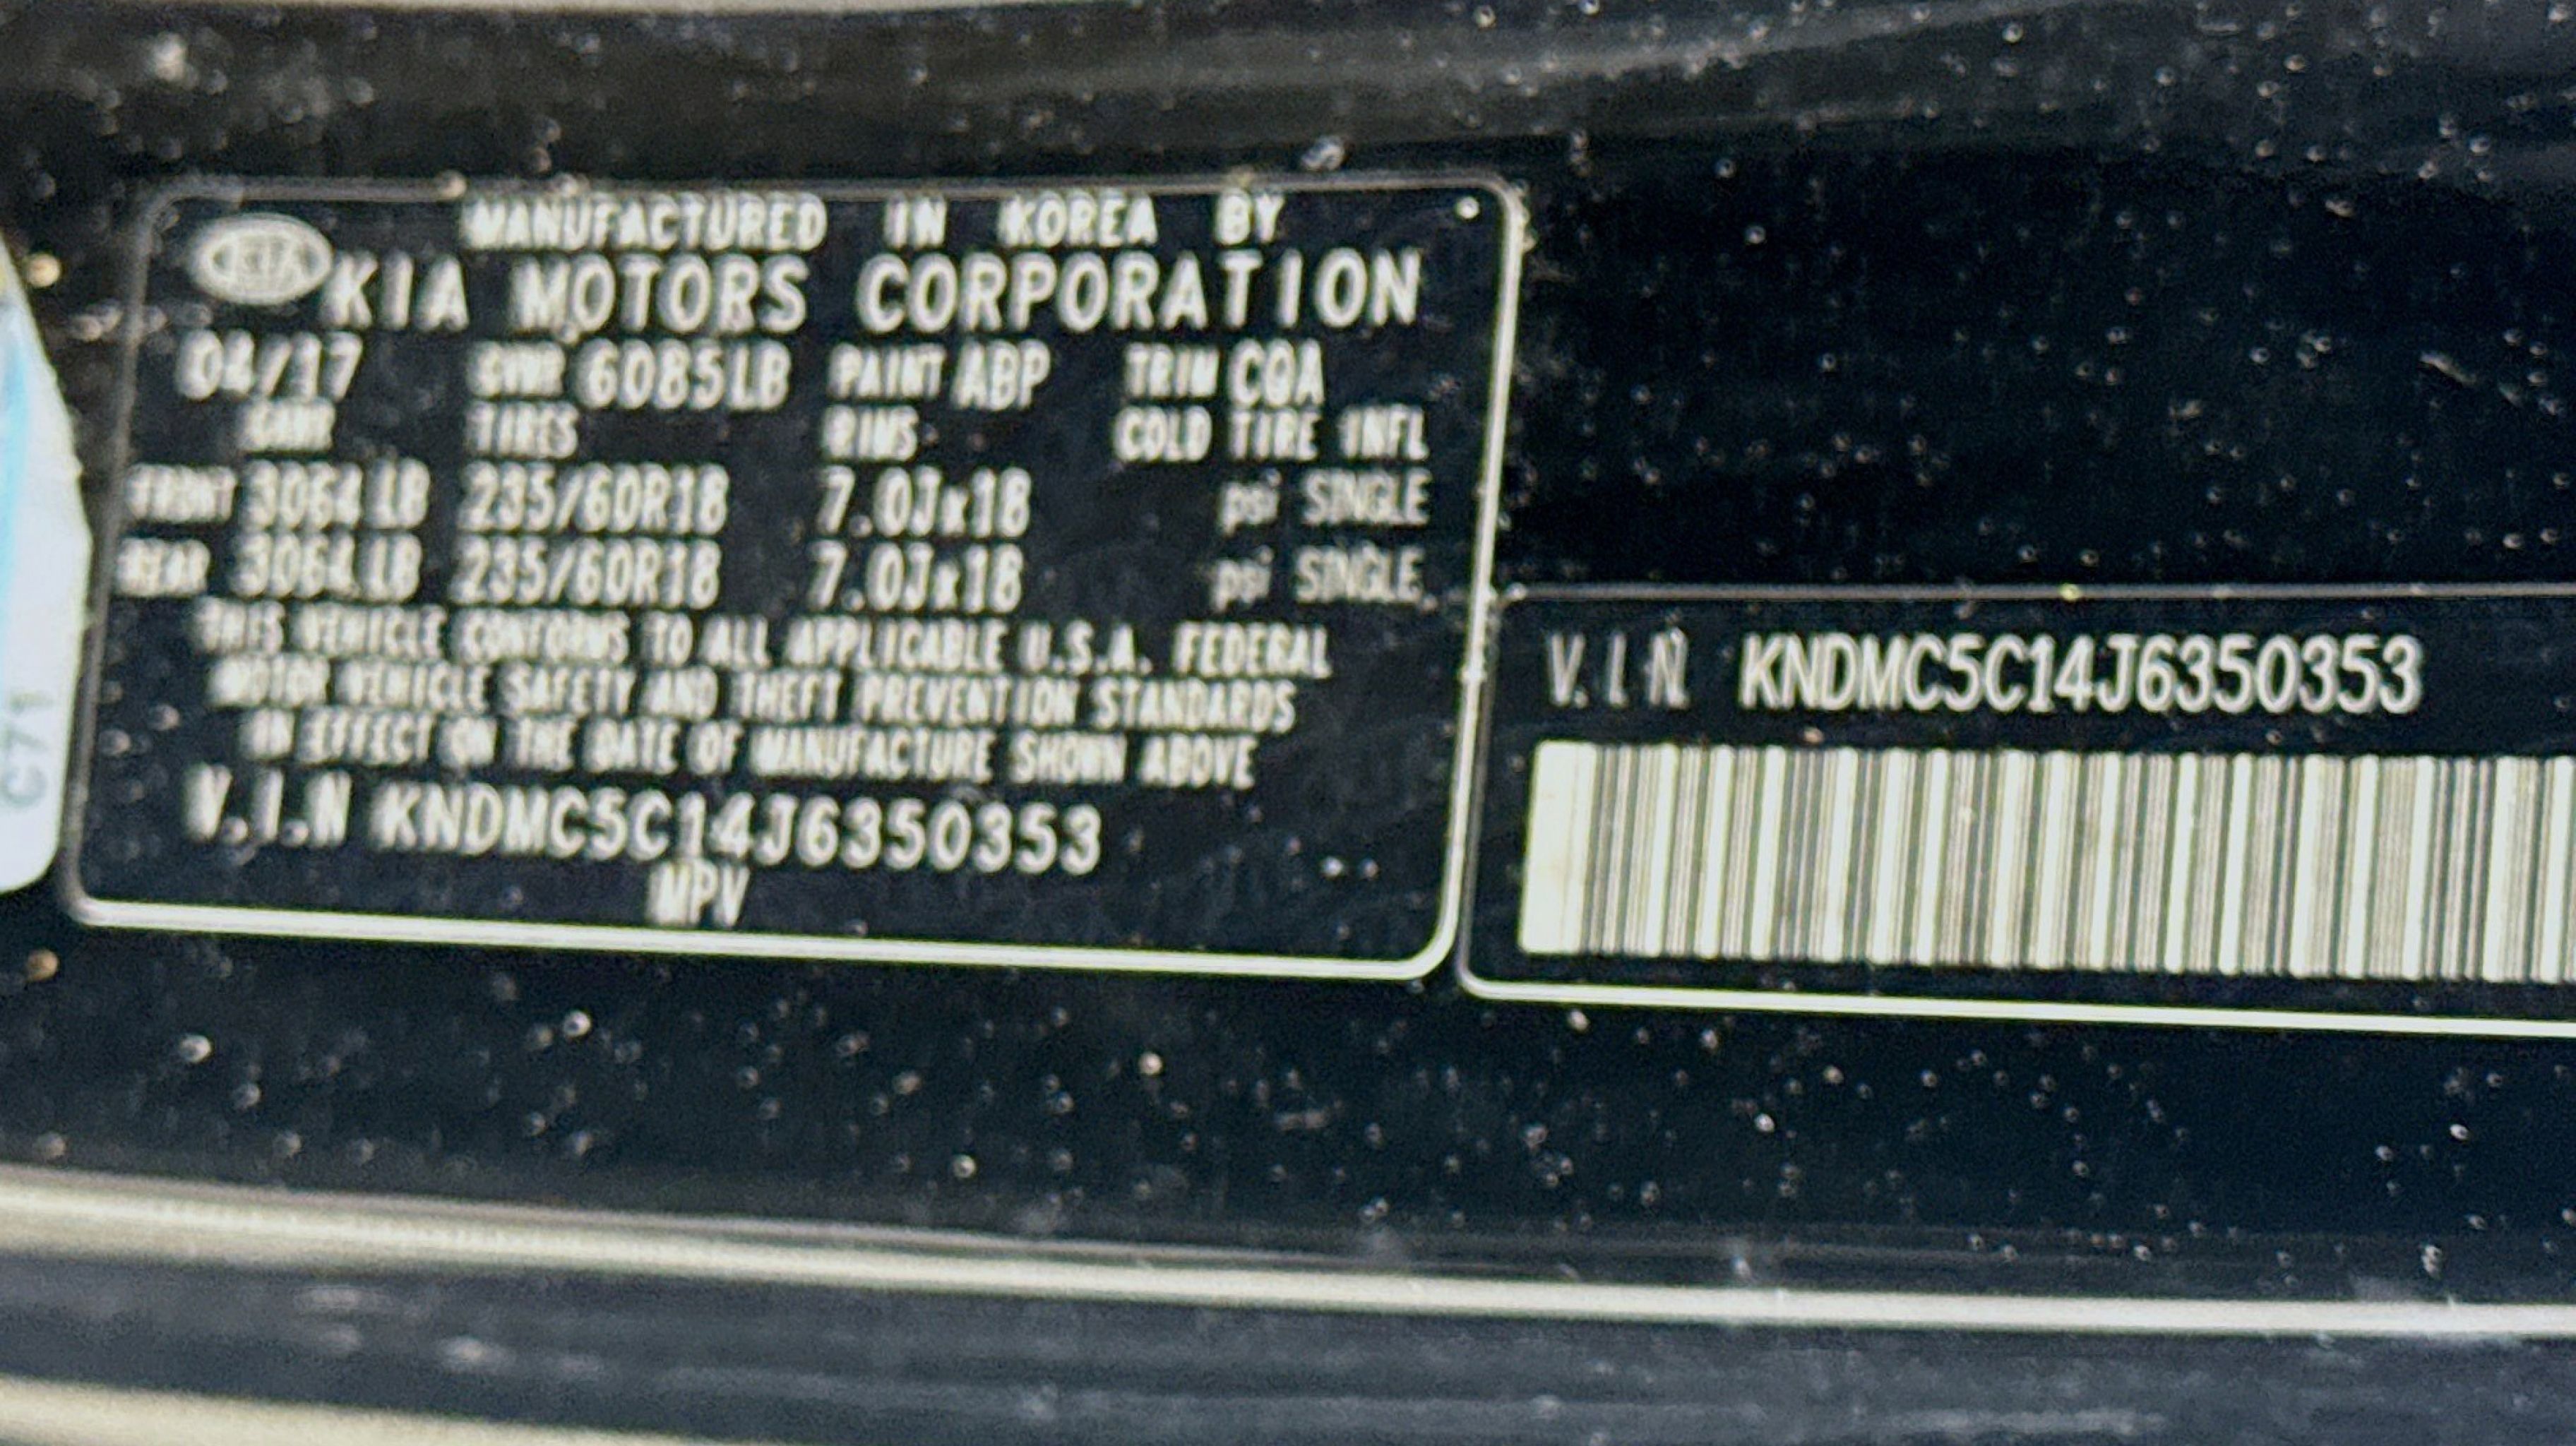 MANUFACTURED IN KOREA BY
KIA KIA MOTORS CORPORATION
04/17 GVWR 6085LB PAINT ABP TRIM CQA
GAWR TIRES RIMS COLD TIRE INFL
FRONT 3064LB 235/60R18 7.0Jx18 psi SINGLE
REAR 3064LB 235/60R18 7.0Jx18 psi SINGLE
THIS VEHICLE CONFORMS TO ALL APPLICABLE U.S.A. FEDERAL
MOTOR VEHICLE SAFETY AND THEFT PREVENTION STANDARDS
IN EFFECT ON THE DATE OF MANUFACTURE SHOWN ABOVE
V.I.N KNDMC5C14J6350353
MPV
V.I.N. KNDMC5C14J6350353
C71